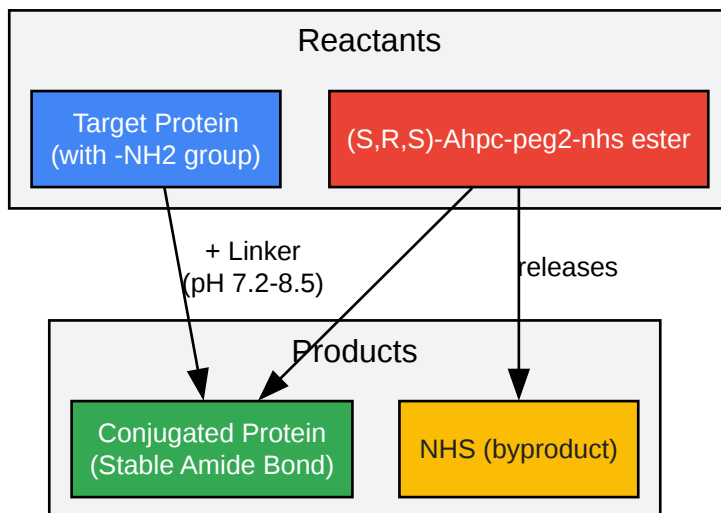 Reactants
Target Protein
(with -NH2 group)
(S,R,S)-Ahpc-peg2-nhs ester
+ Linker
(pH 7.2-8.5)
releases
Products
Conjugated Protein
(Stable Amide Bond)
NHS (byproduct)